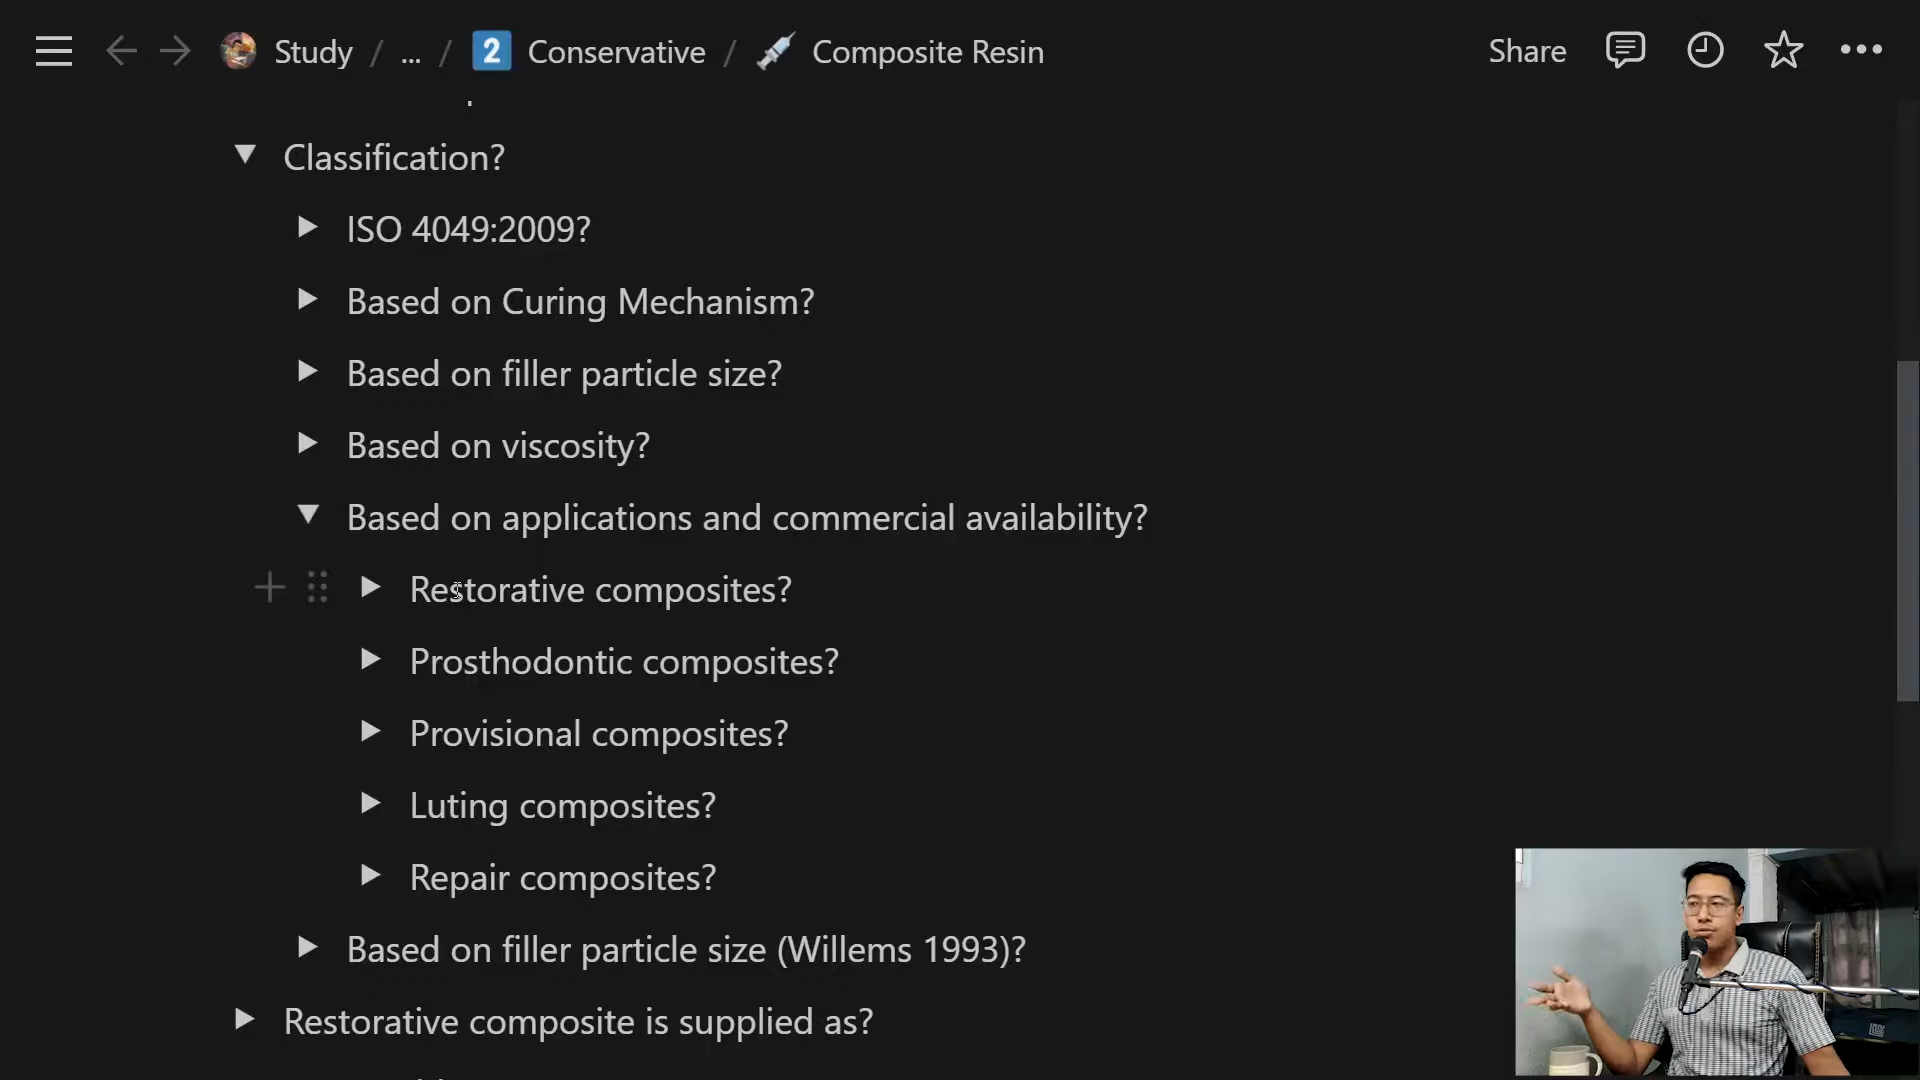 Study / ... / 2 Conservative / Composite Resin
Share
Classification?
ISO 4049:2009?
Based on Curing Mechanism?
Based on filler particle size?
Based on viscosity?
Based on applications and commercial availability?
Restorative composites?
Prosthodontic composites?
Provisional composites?
Luting composites?
Repair composites?
Based on filler particle size (Willems 1993)?
Restorative composite is supplied as?